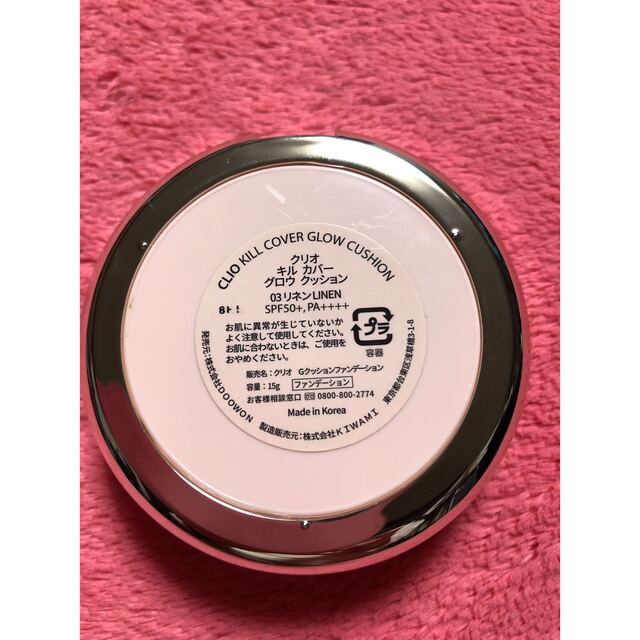 CLIO KILL COVER GLOW CUSHION
クリオ
キル カバー
グロウ クッション
03 リネン LINEN
SPF50+, PA++++
お肌に異常が生じていないか
よく注意して使用してください。
お肌に合わないときは、ご使用を
おやめください。
プラ
容器
販売名：クリオ Gクッションファンデーション
容量：15g ファンデーション
お客様相談窓口 0800-800-2774
Made in Korea
発売元：株式会社DOOWON
製造販売元：株式会社KIWAMI
東京都台東区浅草橋3-1-8